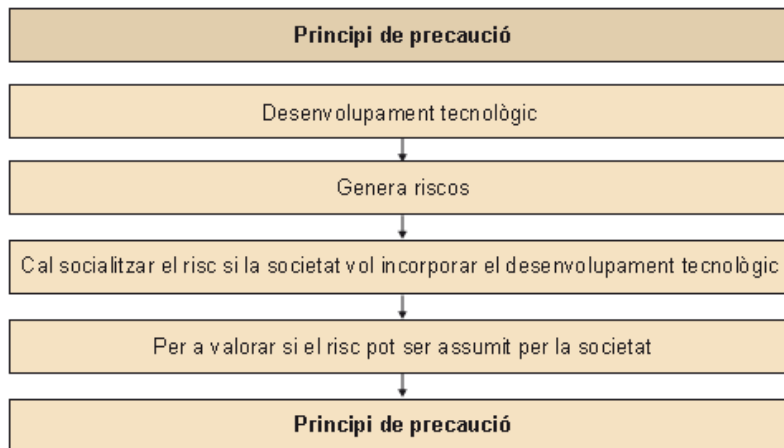 Principi de precaució
Desenvolupament tecnològic
Genera riscos
Cal socialitzar el risc si la societat vol incorporar el desenvolupament tecnològic
Per a valorar si el risc pot ser assumit per la societat
Principi de precaució